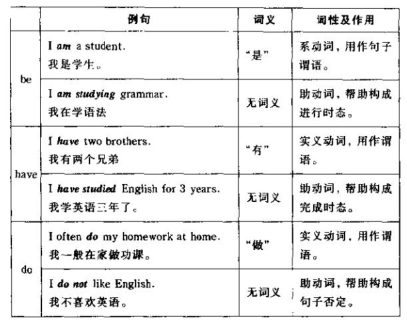 例句 词义 词性及作用
be
I am a student.
我是学生。
“是”
系动词，用作句子
谓语。
I am studying grammar.
我在学语法
无词义
助动词，帮助构成
进行时态。
have
I have two brothers.
我有两个兄弟
“有”
实义动词，用作谓
语。
I have studied English for 3 years.
我学英语三年了。
无词义
助动词，帮助构成
完成时态。
do
I often do my homework at home.
我一般在家做功课。
“做”
实义动词，用作谓
语。
I do not like English.
我不喜欢英语。
无词义
助动词，帮助构成
句子否定。